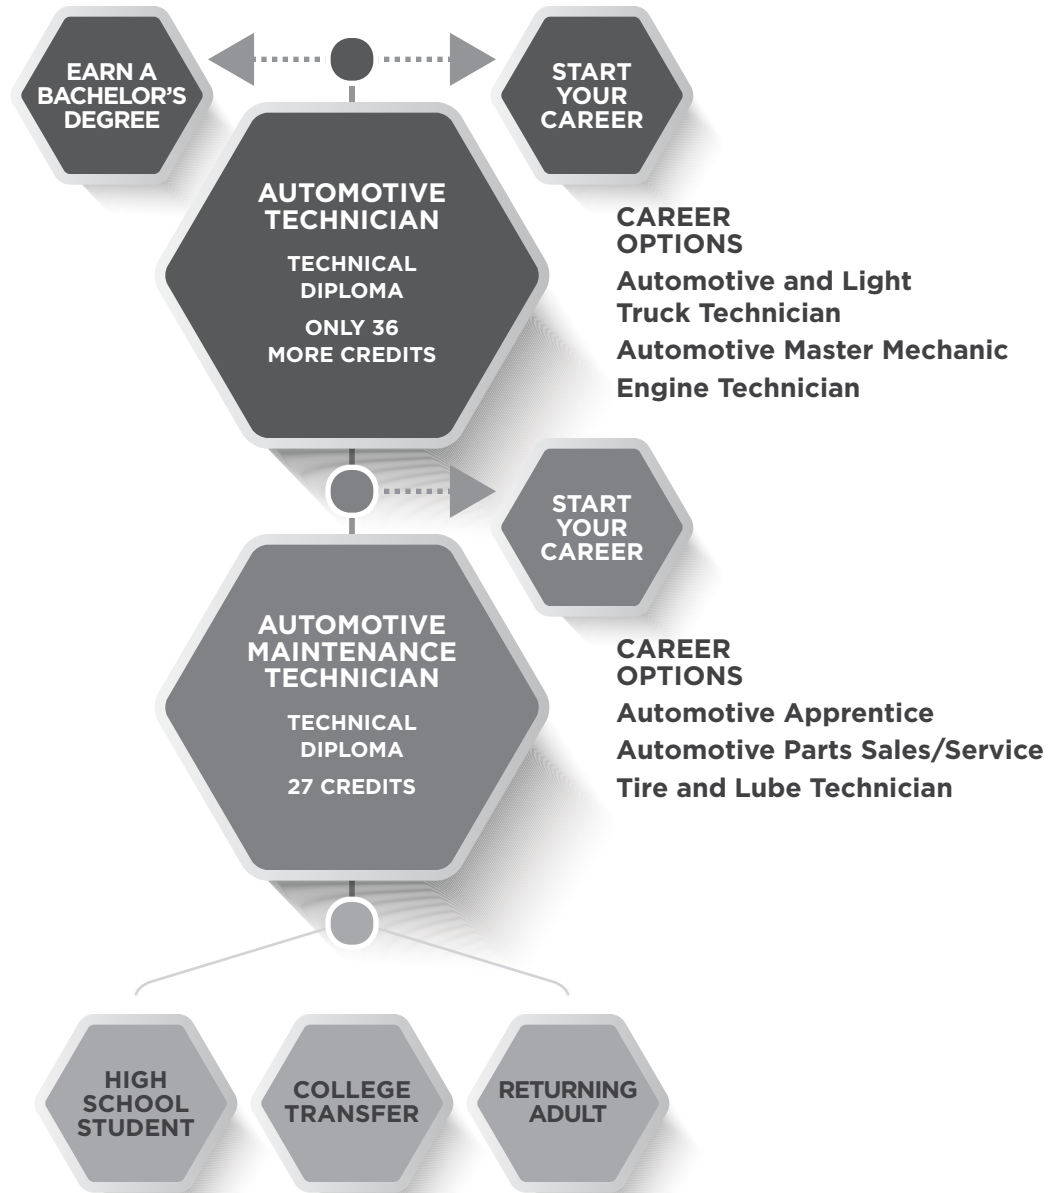 EARN A
BACHELOR'S
DEGREE
START
YOUR
CAREER
AUTOMOTIVE
TECHNICIAN
TECHNICAL
DIPLOMA
ONLY 36
MORE CREDITS
CAREER
OPTIONS
Automotive and Light
Truck Technician
Automotive Master Mechanic
Engine Technician
START
YOUR
CAREER
AUTOMOTIVE
MAINTENANCE
TECHNICIAN
TECHNICAL
DIPLOMA
27 CREDITS
CAREER
OPTIONS
Automotive Apprentice
Automotive Parts Sales/Service
Tire and Lube Technician
HIGH
SCHOOL
STUDENT
COLLEGE
TRANSFER
RETURNING
ADULT